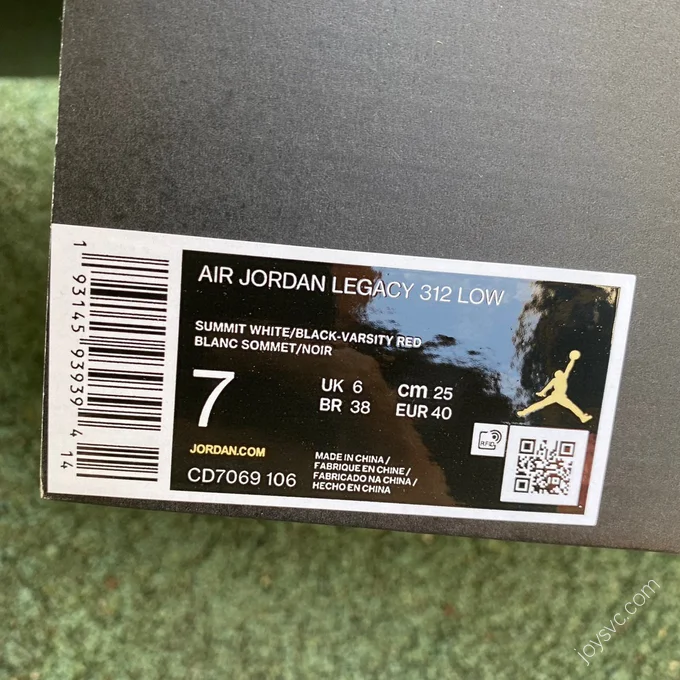 AIR JORDAN LEGACY 312 LOW
SUMMIT WHITE/BLACK-VARSITY RED
BLANC SOMMET/NOIR
7
UK 6
cm 25
BR 38
EUR 40
JORDAN.COM
CD7069 106
MADE IN CHINA /
FABRIQUE EN CHINE /
FABRICADO NA CHINA /
HECHO EN CHINA
RFID
1 93145 93939 4 14
joysvc.com